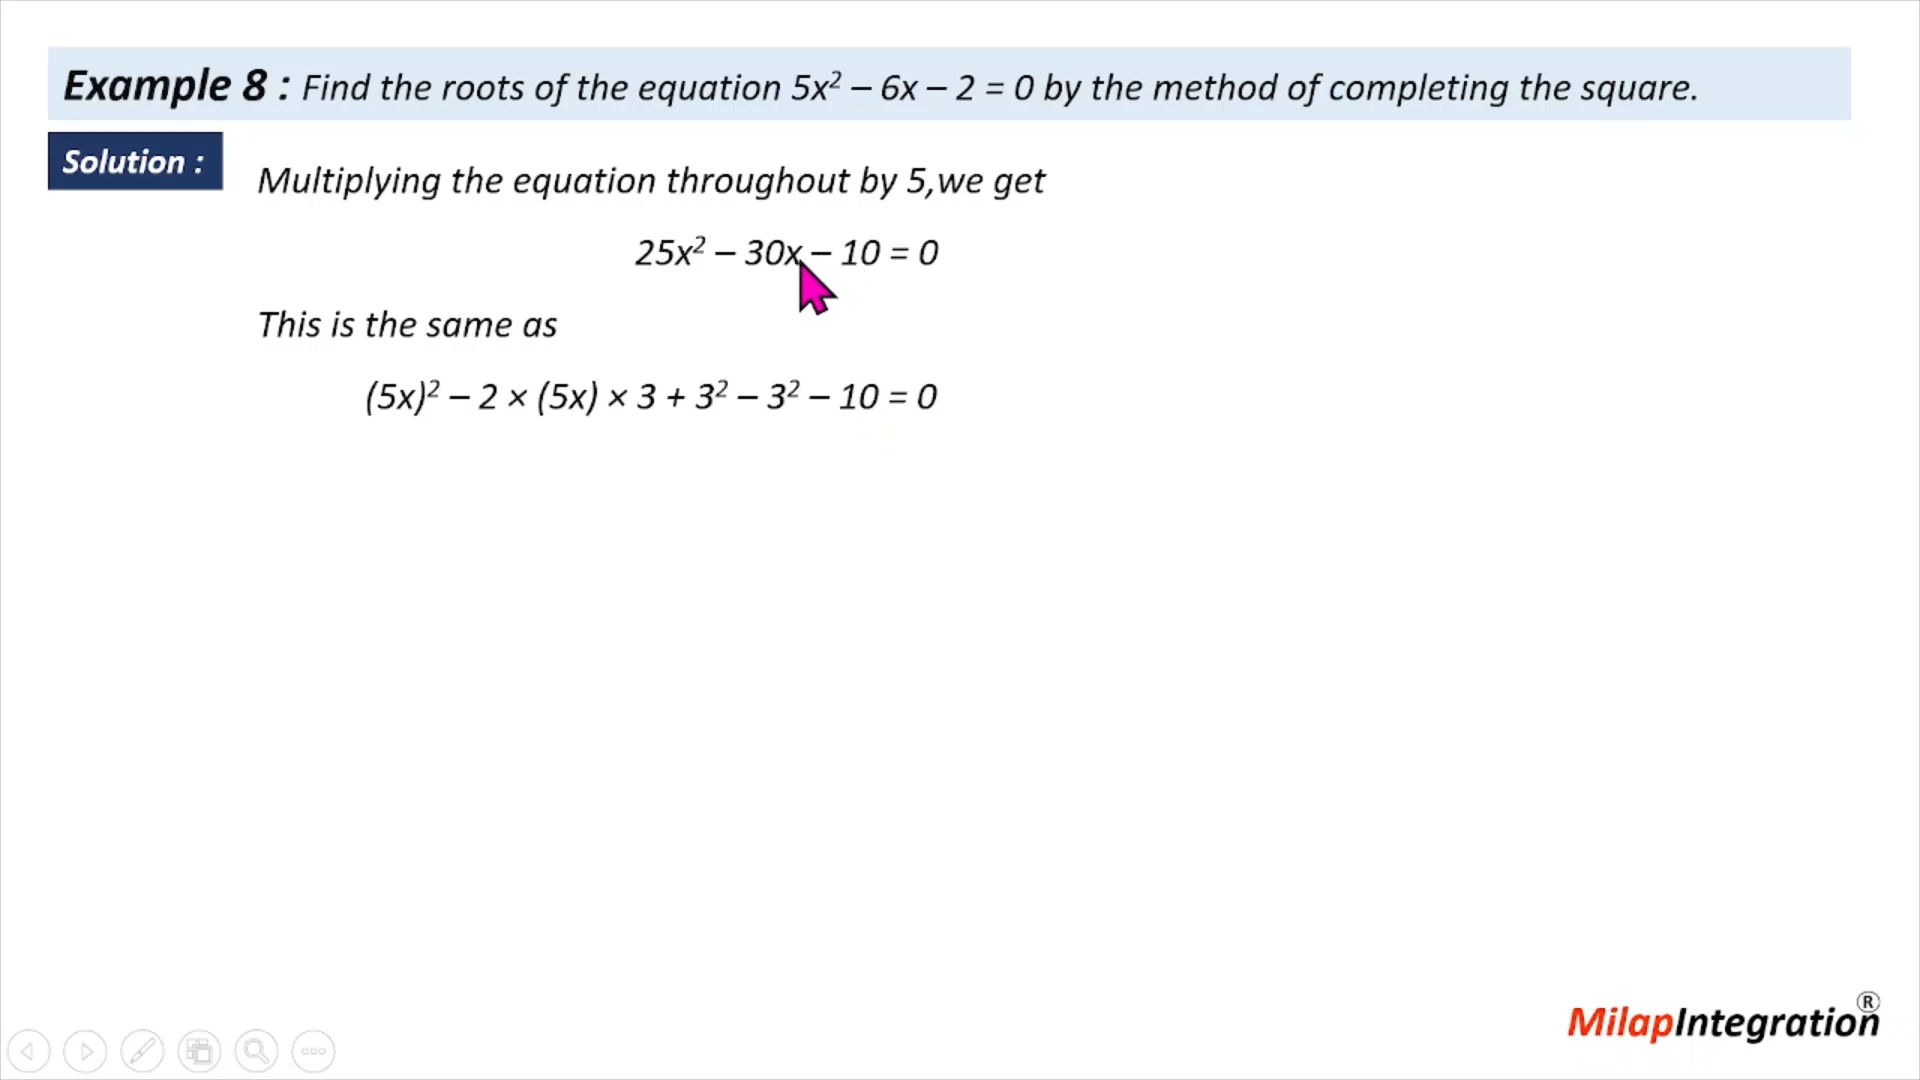 Example 8 : Find the roots of the equation 5x² – 6x – 2 = 0 by the method of completing the square.
Solution :
Multiplying the equation throughout by 5,we get
25x² – 30x – 10 = 0
This is the same as
(5x)² – 2 × (5x) × 3 + 3² – 3² – 10 = 0
MilapIntegration®